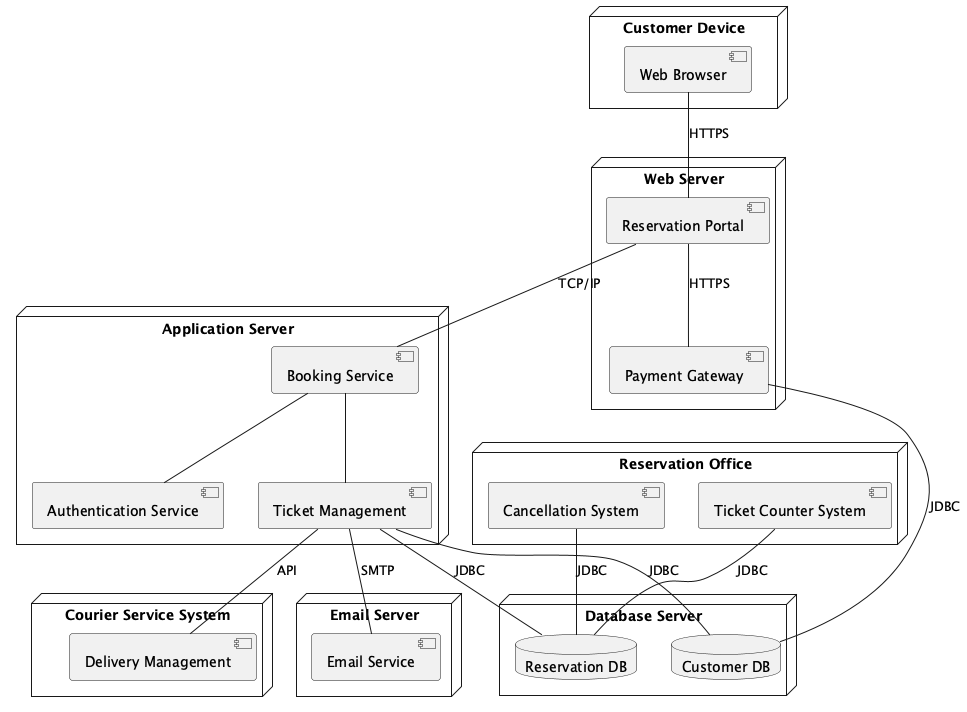 Customer Device
Web Browser
HTTPS
Web Server
Reservation Portal
TCP/IP
HTTPS
Application Server
Booking Service
Payment Gateway
Reservation Office
Authentication Service
Ticket Management
Cancellation System
Ticket Counter System
JDBC
API
SMTP
JDBC
JDBC
JDBC
JDBC
Courier Service System
Email Server
Database Server
Delivery Management
Email Service
Reservation DB
Customer DB